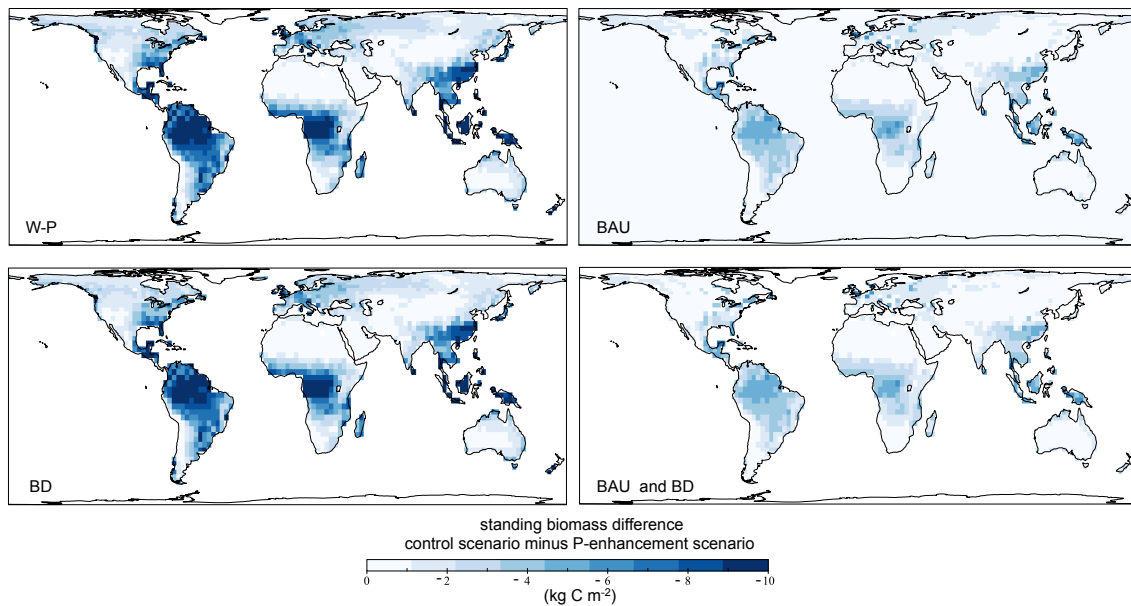 W-P
BAU
BD
BAU and BD
standing biomass difference
control scenario minus P-enhancement scenario
0 -2 -4 -6 -8 -10
(kg C m⁻²)